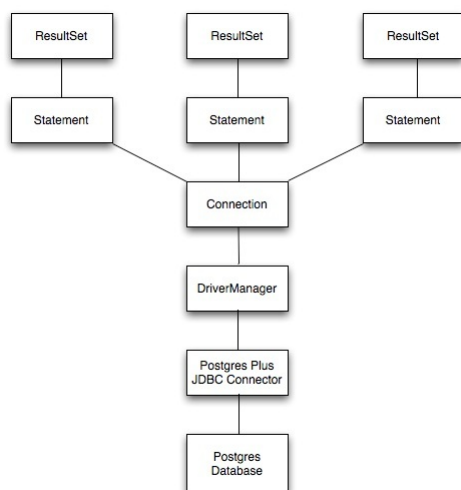 ResultSet
ResultSet
ResultSet
Statement
Statement
Statement
Connection
DriverManager
Postgres Plus
JDBC Connector
Postgres
Database